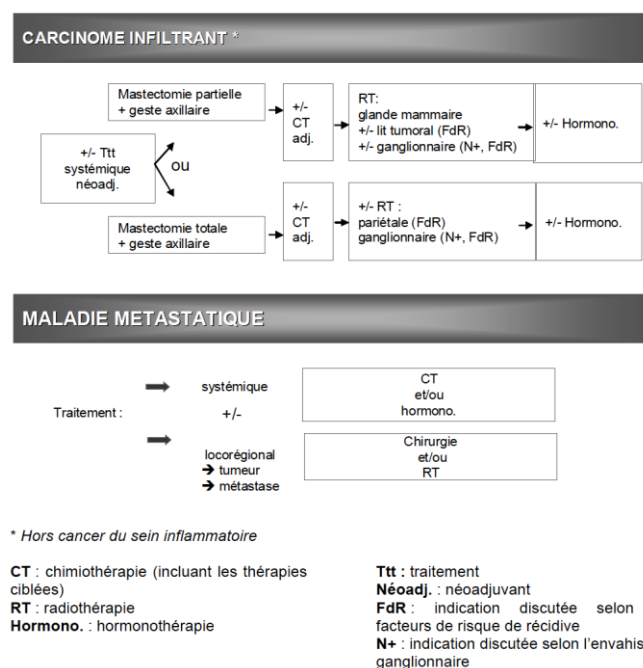 CARCINOME INFILTRANT *
+/- Ttt
systémique
néoadj.
ou
Mastectomie partielle
+ geste axillaire
+/-
CT
adj.
RT:
glande mammaire
+/- lit tumoral (FdR)
+/- ganglionnaire (N+, FdR)
+/- Hormono.
Mastectomie totale
+ geste axillaire
+/-
CT
adj.
+/- RT :
pariétale (FdR)
ganglionnaire (N+, FdR)
+/- Hormono.
MALADIE METASTATIQUE
Traitement :
systémique
+/-
locorégional
➔ tumeur
➔ métastase
CT
et/ou
hormono.
Chirurgie
et/ou
RT
* Hors cancer du sein inflammatoire
CT : chimiothérapie (incluant les thérapies
ciblées)
RT : radiothérapie
Hormono. : hormonothérapie
Ttt : traitement
Néoadj. : néoadjuvant
FdR : indication discutée selon
facteurs de risque de récidive
N+ : indication discutée selon l'envahis
ganglionnaire